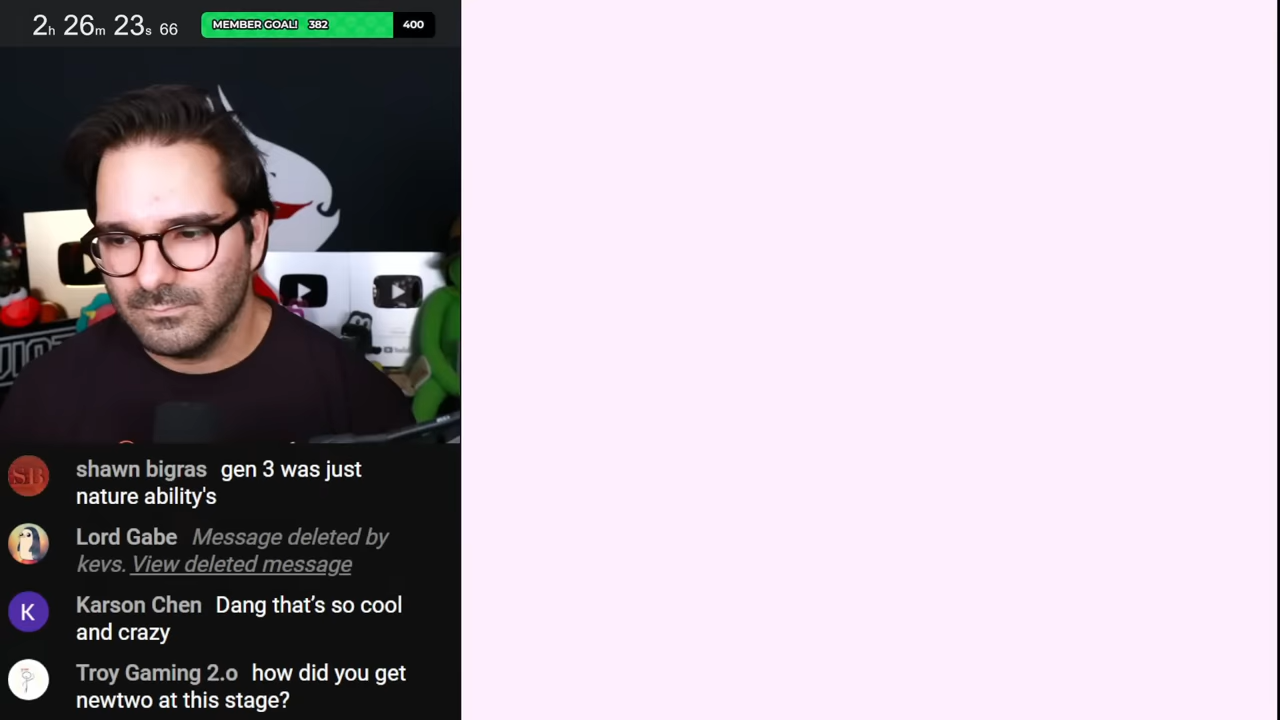 2h 26m 23s 66
MEMBER GOAL! 382 400
shawn bigras gen 3 was just
nature ability's
Lord Gabe Message deleted by
kevs. View deleted message
K Karson Chen Dang that’s so cool
and crazy
Troy Gaming 2.o how did you get
newtwo at this stage?
SB